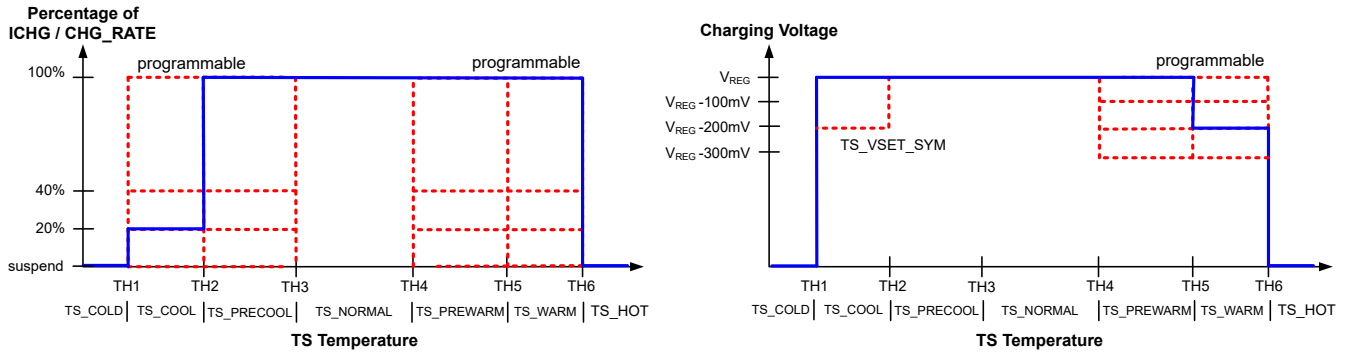 Percentage of
ICHG / CHG_RATE
programmable
programmable
100%
40%
20%
suspend
TH1 TH2 TH3 TH4 TH5 TH6
TS_COLD TS_COOL TS_PRECOOL TS_NORMAL TS_PREWARM TS_WARM TS_HOT
TS Temperature
Charging Voltage
programmable
VREG
VREG -100mV
VREG -200mV
VREG -300mV
TS_VSET_SYM
TH1 TH2 TH3 TH4 TH5 TH6
TS_COLD TS_COOL TS_PRECOOL TS_NORMAL TS_PREWARM TS_WARM TS_HOT
TS Temperature